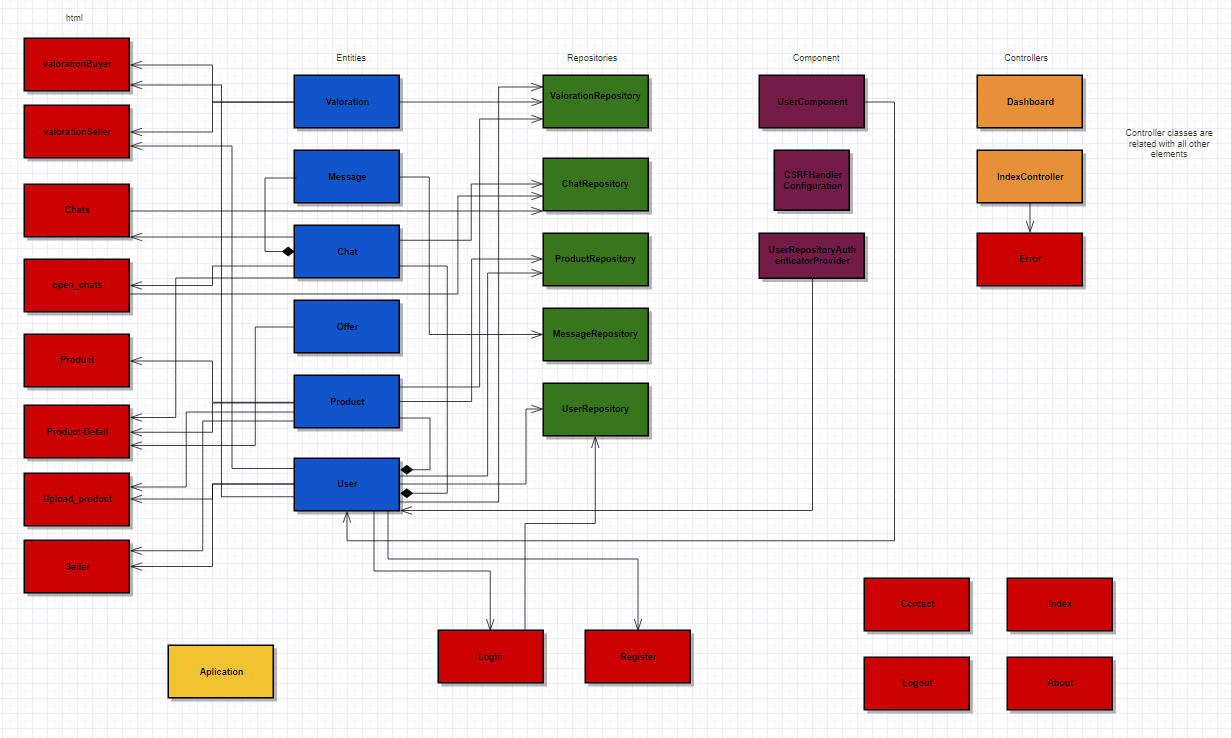 html
valorationBuyer
valorationSeller
Chats
open_chats
Product
Product-Detail
Upload_product
Seller
Entities
Valoration
Message
Chat
Offer
Product
User
Repositories
ValorationRepository
ChatRepository
ProductRepository
MessageRepository
UserRepository
Component
UserComponent
CSRFHandler
Configuration
UserRepositoryAuth
enticatorProvider
Controllers
Dashboard
IndexController
Error
Controller classes are
related with all other
elements
Aplication
Login
Register
Contact
Index
Logout
About